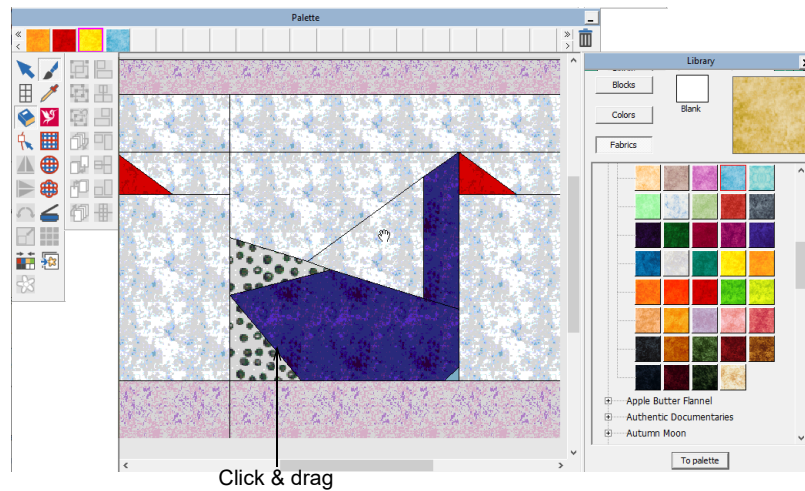 Palette
Library
Blocks
Colors
Fabrics
Blank
Apple Butter Flannel
Authentic Documentaries
Autumn Moon
To palette
Click & drag